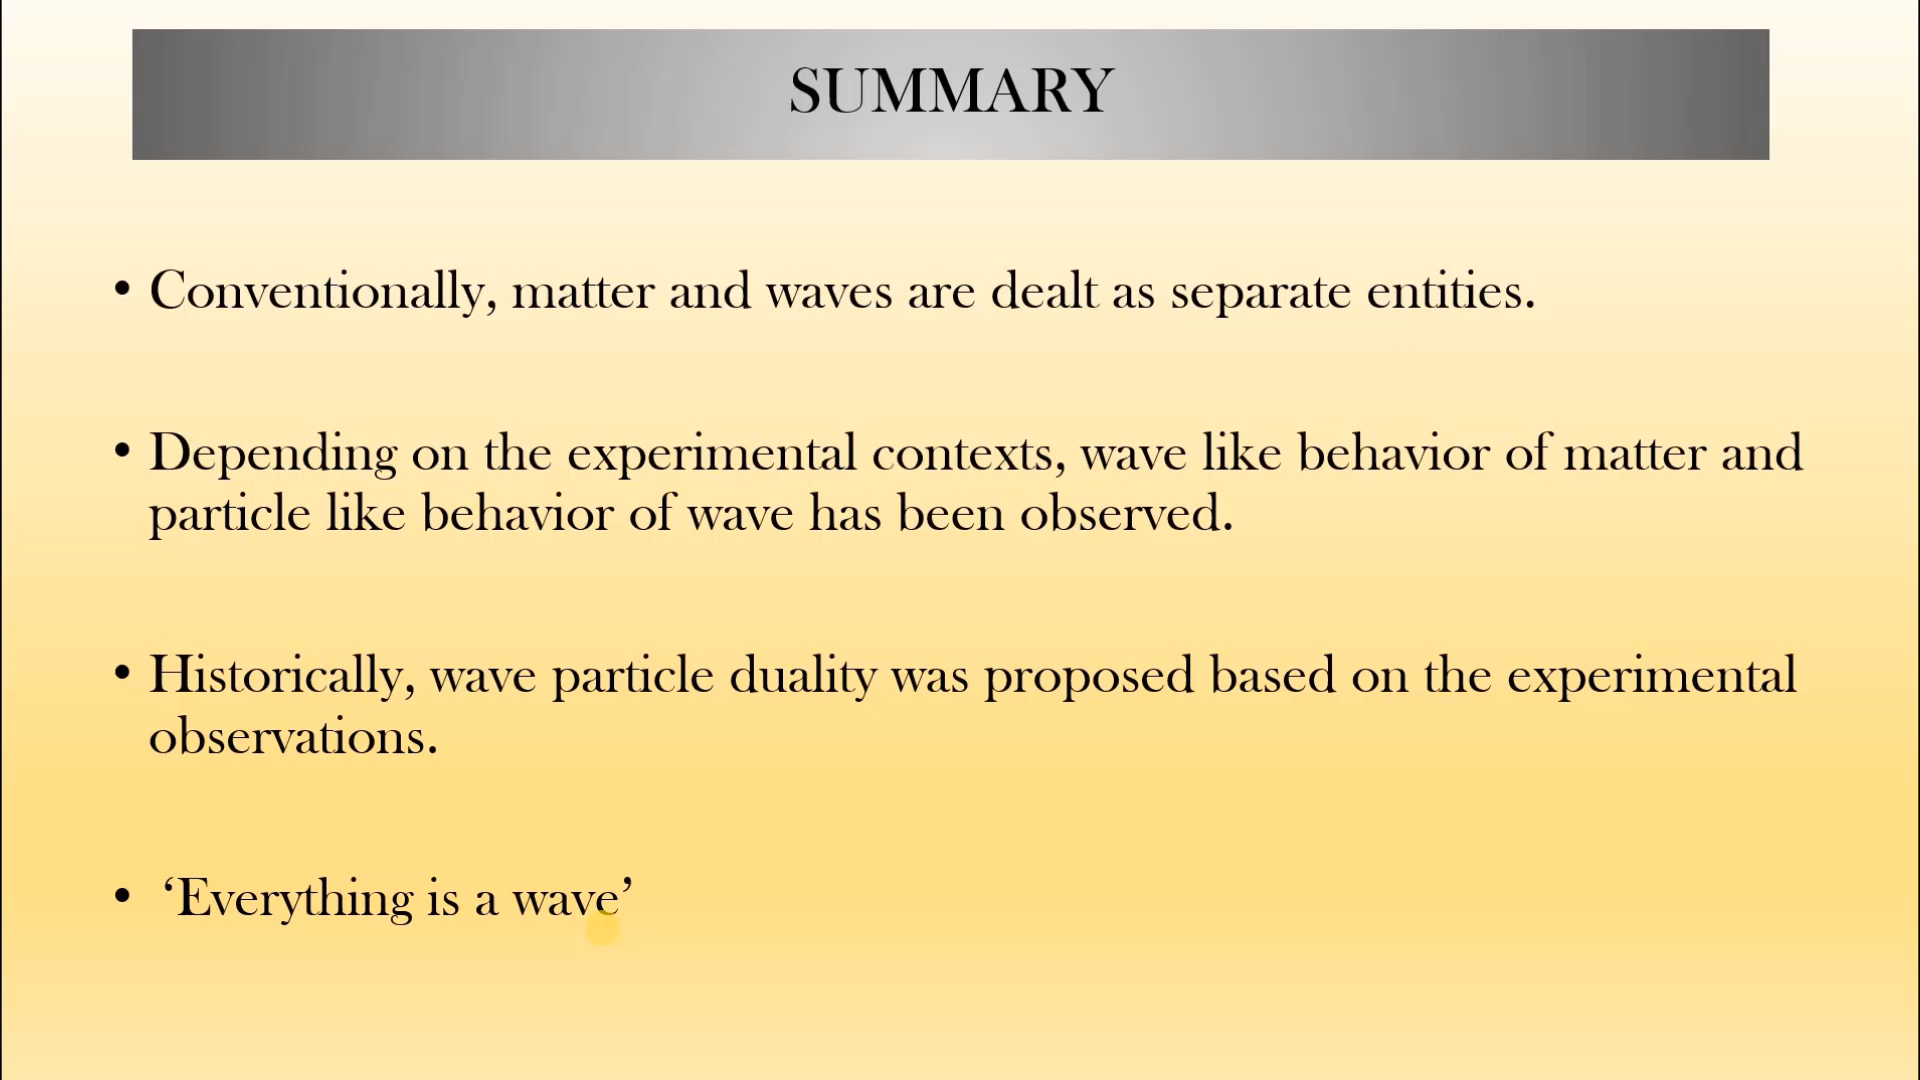 SUMMARY
• Conventionally, matter and waves are dealt as separate entities.
• Depending on the experimental contexts, wave like behavior of matter and
particle like behavior of wave has been observed.
• Historically, wave particle duality was proposed based on the experimental
observations.
• ‘Everything is a wave’